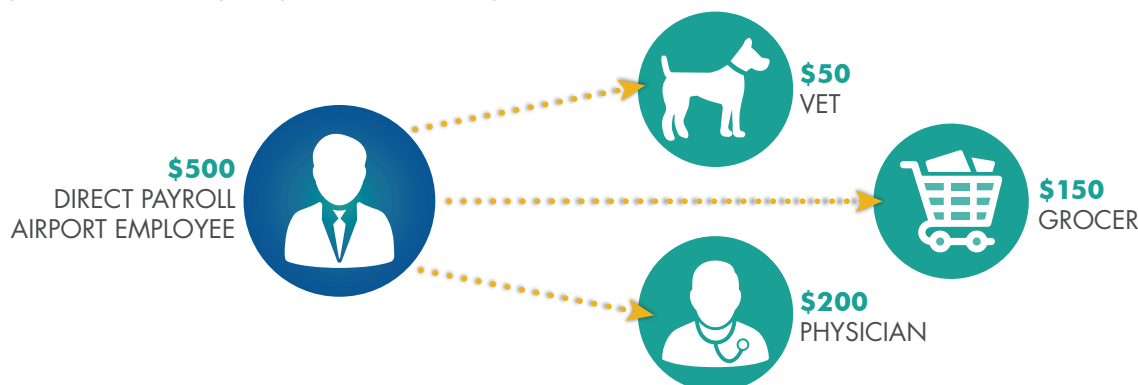 $50
VET
$500
DIRECT PAYROLL
AIRPORT EMPLOYEE
$150
GROCER
$200
PHYSICIAN